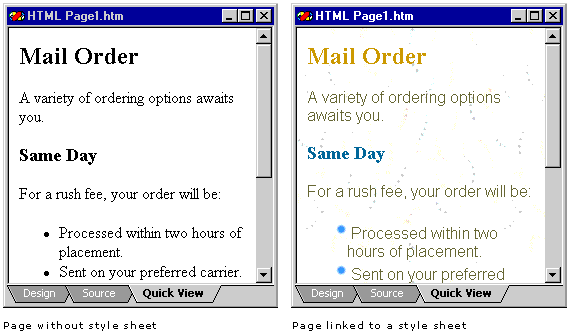 HTML Page1.htm
Mail Order
A variety of ordering options awaits
you.
Same Day
For a rush fee, your order will be:
Processed within two hours of
placement.
Sent on your preferred carrier.
Design Source Quick View
Page without style sheet
HTML Page1.htm
Mail Order
A variety of ordering options
awaits you.
Same Day
For a rush fee, your order will be:
Processed within two
hours of placement.
Sent on your preferred
Design Source Quick View
Page linked to a style sheet